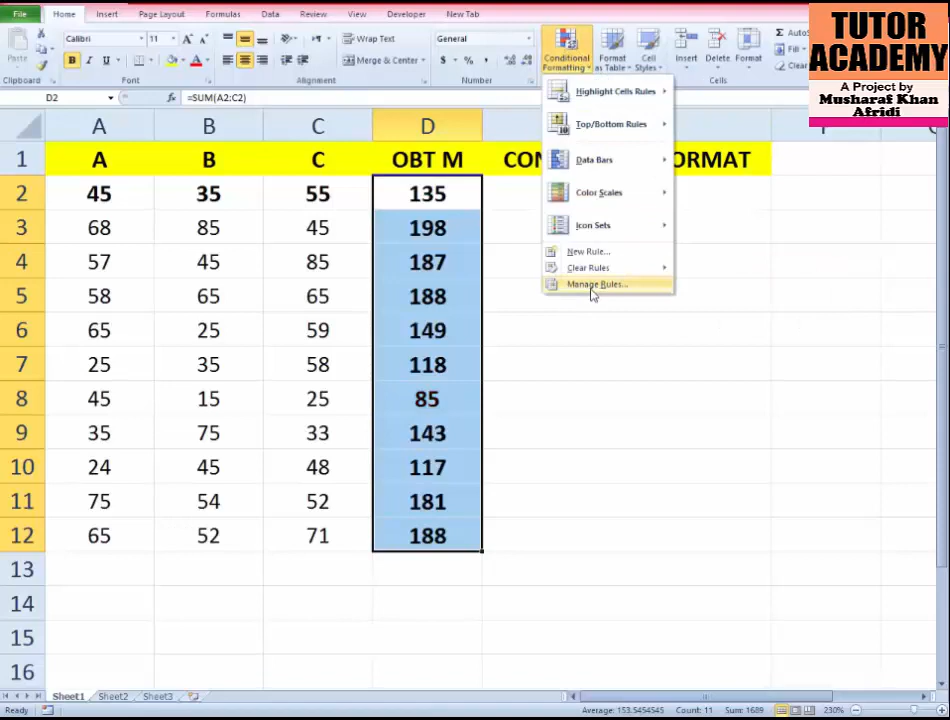 File Home Insert Page Layout Formulas Data Review View Developer New Tab
TUTOR
ACADEMY
A Project by
Musharaf Khan
Afridi
Paste
Calibri 11
Wrap Text
General
Conditional
Formatting
Format
as Table
Cell
Styles
Insert Delete Format
Fill
Clear
B I U
Merge & Center
$ % ,
Clipboard Font Alignment Number Cells
D2 fx =SUM(A2:C2)
Highlight Cells Rules
Top/Bottom Rules
Data Bars
Color Scales
Icon Sets
New Rule...
Clear Rules
Manage Rules...
A B C D
1 A B C OBT M CON ORMAT
2 45 35 55 135
3 68 85 45 198
4 57 45 85 187
5 58 65 65 188
6 65 25 59 149
7 25 35 58 118
8 45 15 25 85
9 35 75 33 143
10 24 45 48 117
11 75 54 52 181
12 65 52 71 188
13
14
15
16
Sheet1 Sheet2 Sheet3
Ready Average: 153.5454545 Count: 11 Sum: 1689 230%